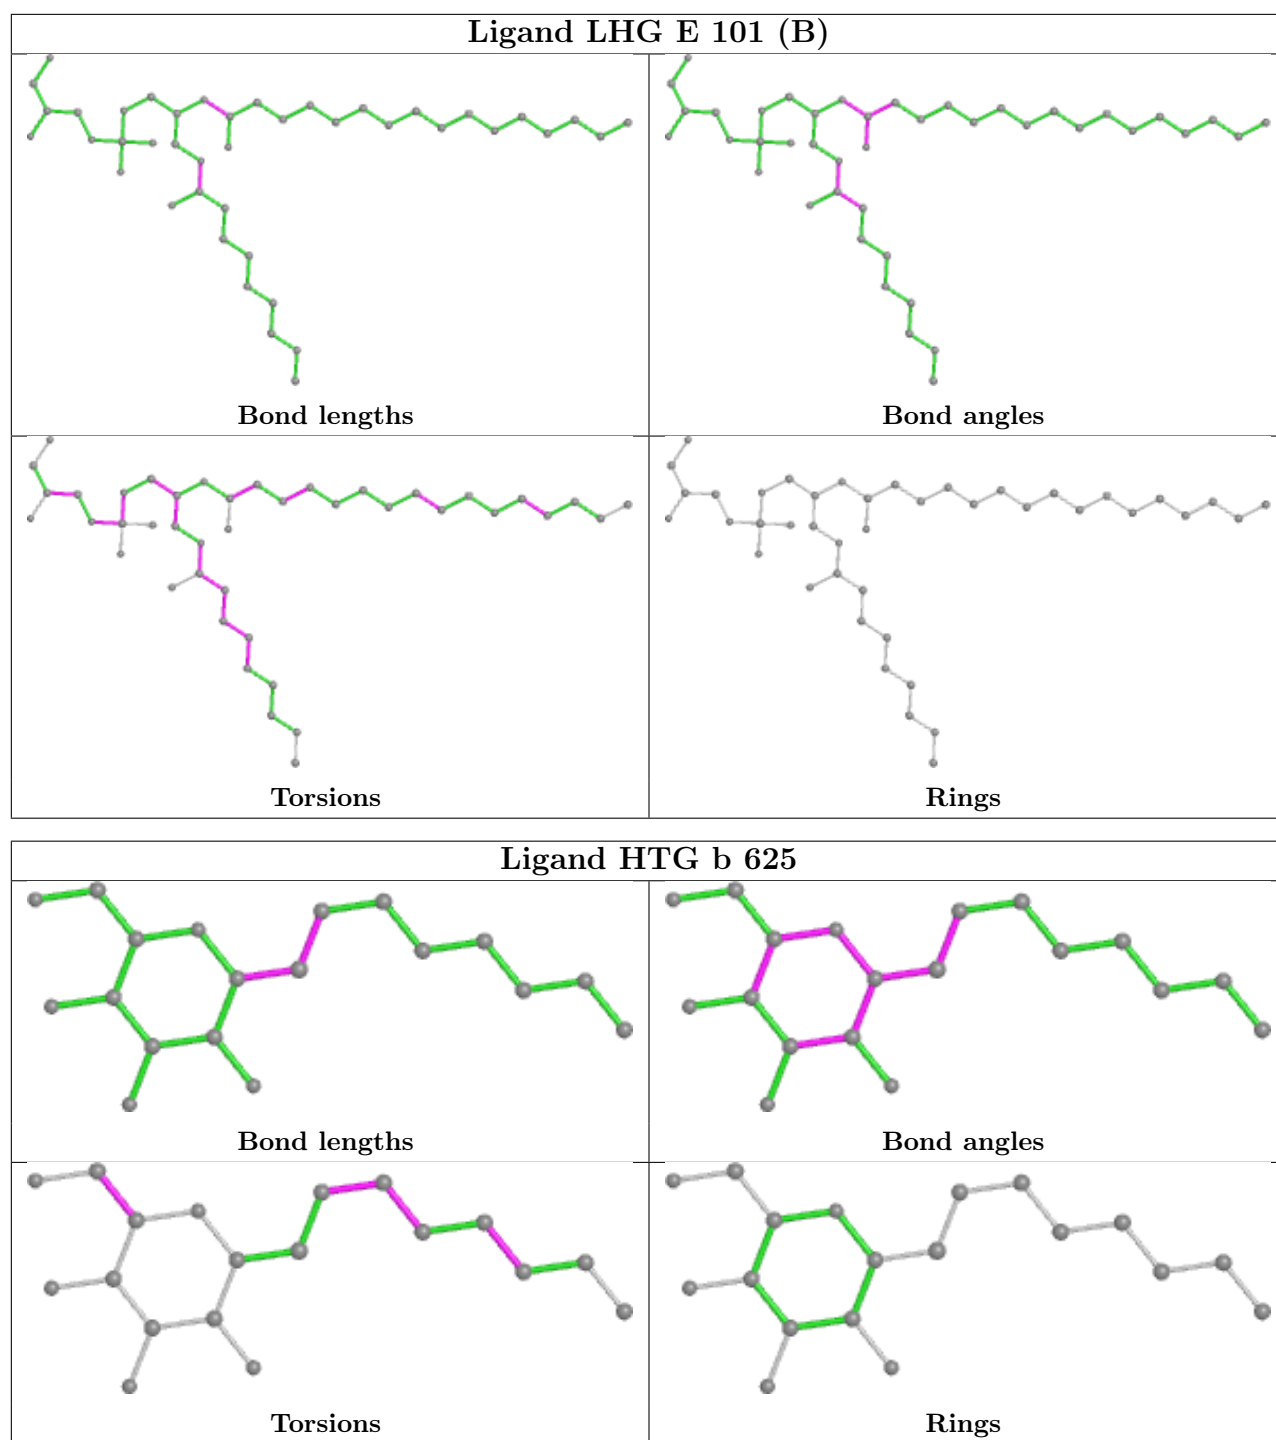 Ligand LHG E 101 (B)
Bond lengths
Bond angles
Torsions
Rings
Ligand HTG b 625
Bond lengths
Bond angles
Torsions
Rings